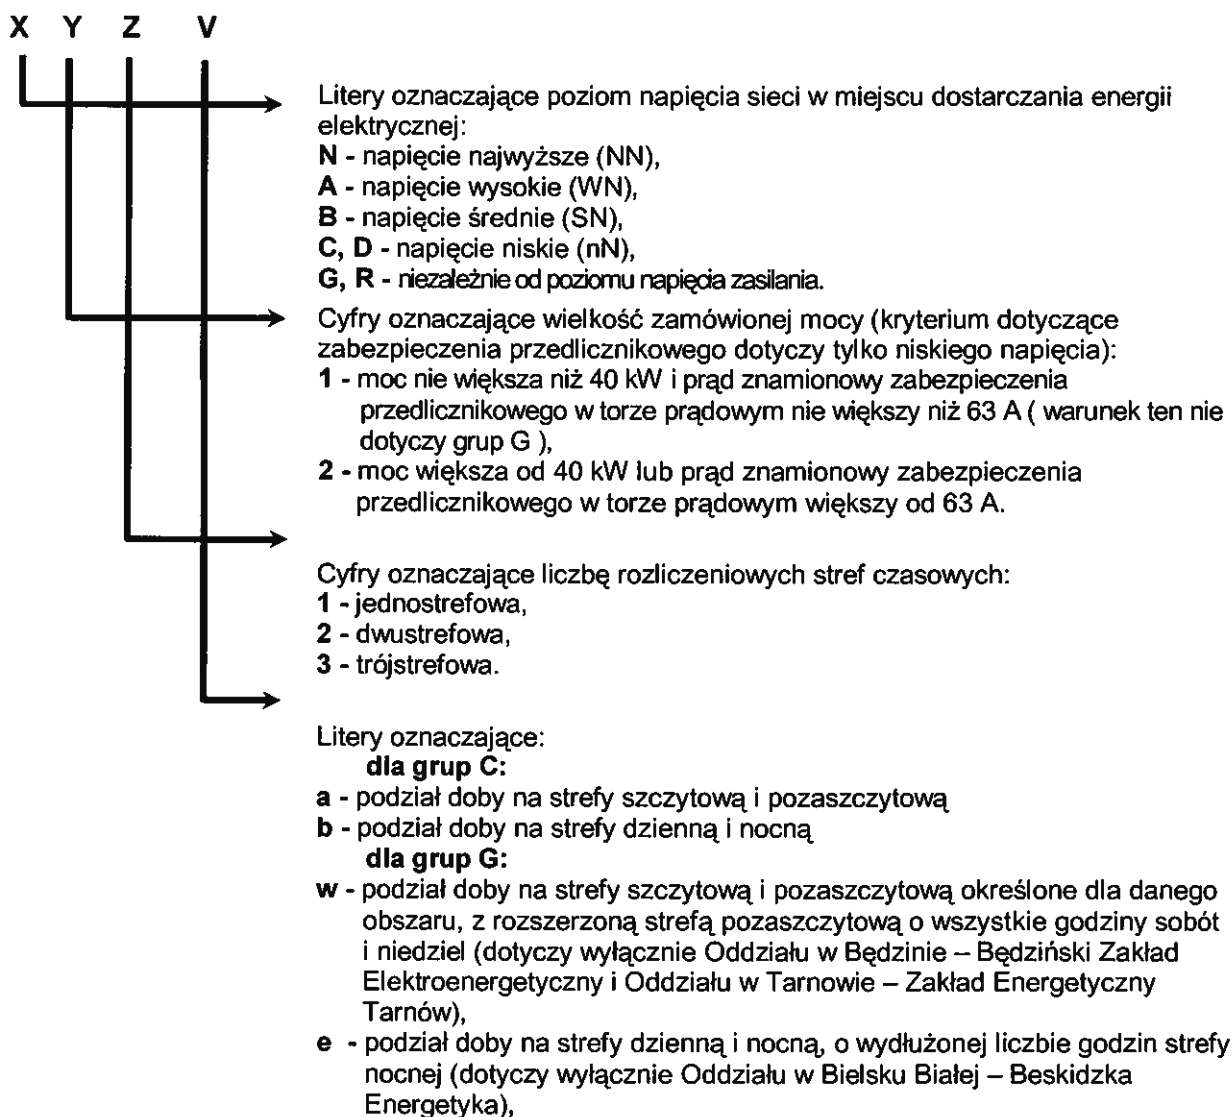 X Y Z V
Litery oznaczające poziom napięcia sieci w miejscu dostarczania energii
elektrycznej:
N - napięcie najwyższe (NN),
A - napięcie wysokie (WN),
B - napięcie średnie (SN),
C, D - napięcie niskie (nN),
G, R - niezależnie od poziomu napięcia zasilania.
Cyfry oznaczające wielkość zamówionej mocy (kryterium dotyczące
zabezpieczenia przedlicznikowego dotyczy tylko niskiego napięcia):
1 - moc nie większa niż 40 kW i prąd znamionowy zabezpieczenia
przedlicznikowego w torze prądowym nie większy niż 63 A ( warunek ten nie
dotyczy grup G ),
2 - moc większa od 40 kW lub prąd znamionowy zabezpieczenia
przedlicznikowego w torze prądowym większy od 63 A.
Cyfry oznaczające liczbę rozliczeniowych stref czasowych:
1 - jednostrefowa,
2 - dwustrefowa,
3 - trójstrefowa.
Litery oznaczające:
dla grup C:
a - podział doby na strefy szczytową i pozaszczytową
b - podział doby na strefy dzienną i nocną
dla grup G:
w - podział doby na strefy szczytową i pozaszczytową określone dla danego
obszaru, z rozszerzoną strefą pozaszczytową o wszystkie godziny sobót
i niedziel (dotyczy wyłącznie Oddziału w Będzinie – Będziński Zakład
Elektroenergetyczny i Oddziału w Tarnowie – Zakład Energetyczny
Tarnów),
e - podział doby na strefy dzienną i nocną, o wydłużonej liczbie godzin strefy
nocnej (dotyczy wyłącznie Oddziału w Bielsku Białej – Beskidzka
Energetyka),